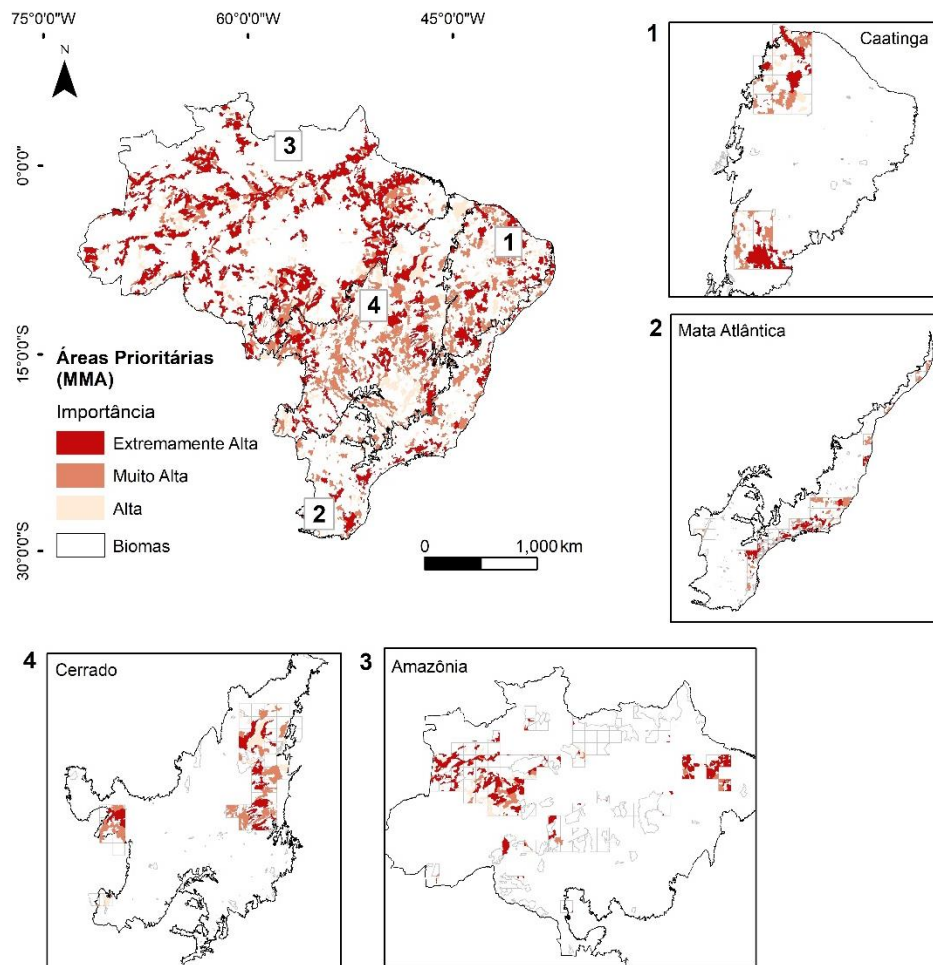 75°0'0"W
60°0'0"W
45°0'0"W
N
0°0'0"
15°0'0"S
30°0'0"S
3
1
4
2
Áreas Prioritárias
(MMA)
Importância
Extremamente Alta
Muito Alta
Alta
Biomas
0
1,000 km
1
Caatinga
2
Mata Atlântica
4
Cerrado
3
Amazônia